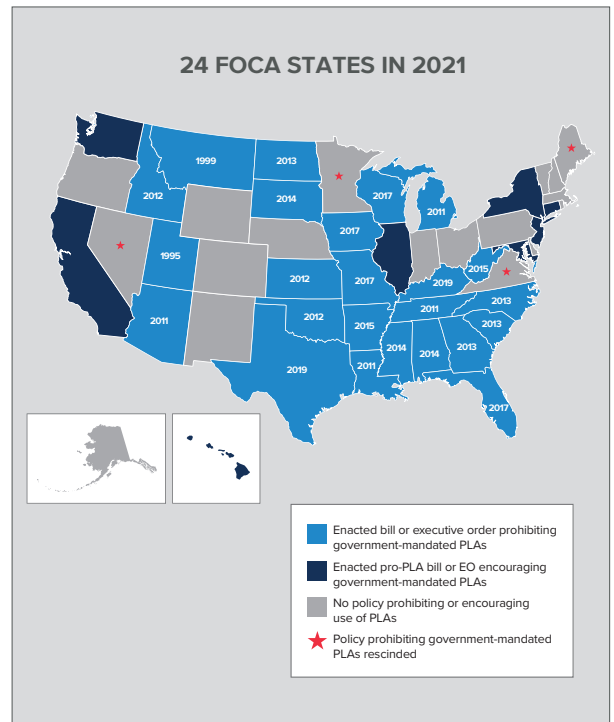 24 FOCA STATES IN 2021
1999
2013
2012
2014
2017
2011
2017
1995
2012
2017
2019
2015
2011
2012
2015
2011
2013
2013
2019
2011
2014
2014
2013
2017
Enacted bill or executive order prohibiting
government-mandated PLAs
Enacted pro-PLA bill or EO encouraging
government-mandated PLAs
No policy prohibiting or encouraging
use of PLAs
Policy prohibiting government-mandated
PLAs rescinded